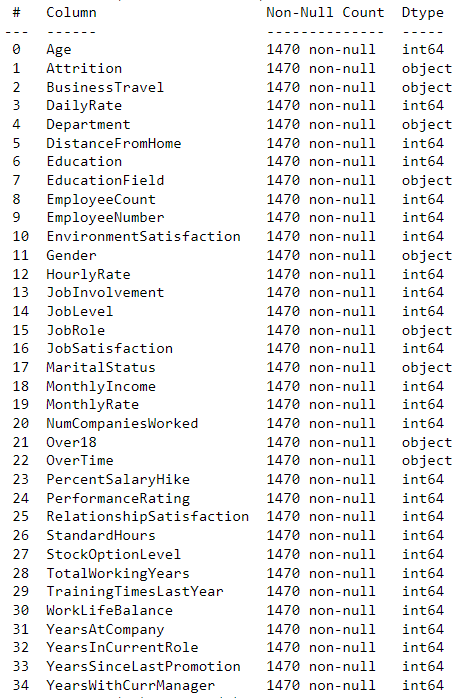 #   Column                    Non-Null Count  Dtype
---  ------                    --------------  -----
0   Age                       1470 non-null   int64
1   Attrition                 1470 non-null   object
2   BusinessTravel            1470 non-null   object
3   DailyRate                 1470 non-null   int64
4   Department                1470 non-null   object
5   DistanceFromHome          1470 non-null   int64
6   Education                 1470 non-null   int64
7   EducationField            1470 non-null   object
8   EmployeeCount             1470 non-null   int64
9   EmployeeNumber            1470 non-null   int64
10  EnvironmentSatisfaction   1470 non-null   int64
11  Gender                    1470 non-null   object
12  HourlyRate                1470 non-null   int64
13  JobInvolvement            1470 non-null   int64
14  JobLevel                  1470 non-null   int64
15  JobRole                   1470 non-null   object
16  JobSatisfaction           1470 non-null   int64
17  MaritalStatus             1470 non-null   object
18  MonthlyIncome             1470 non-null   int64
19  MonthlyRate               1470 non-null   int64
20  NumCompaniesWorked        1470 non-null   int64
21  Over18                    1470 non-null   object
22  OverTime                  1470 non-null   object
23  PercentSalaryHike         1470 non-null   int64
24  PerformanceRating         1470 non-null   int64
25  RelationshipSatisfaction  1470 non-null   int64
26  StandardHours             1470 non-null   int64
27  StockOptionLevel          1470 non-null   int64
28  TotalWorkingYears         1470 non-null   int64
29  TrainingTimesLastYear     1470 non-null   int64
30  WorkLifeBalance           1470 non-null   int64
31  YearsAtCompany            1470 non-null   int64
32  YearsInCurrentRole        1470 non-null   int64
33  YearsSinceLastPromotion   1470 non-null   int64
34  YearsWithCurrManager      1470 non-null   int64